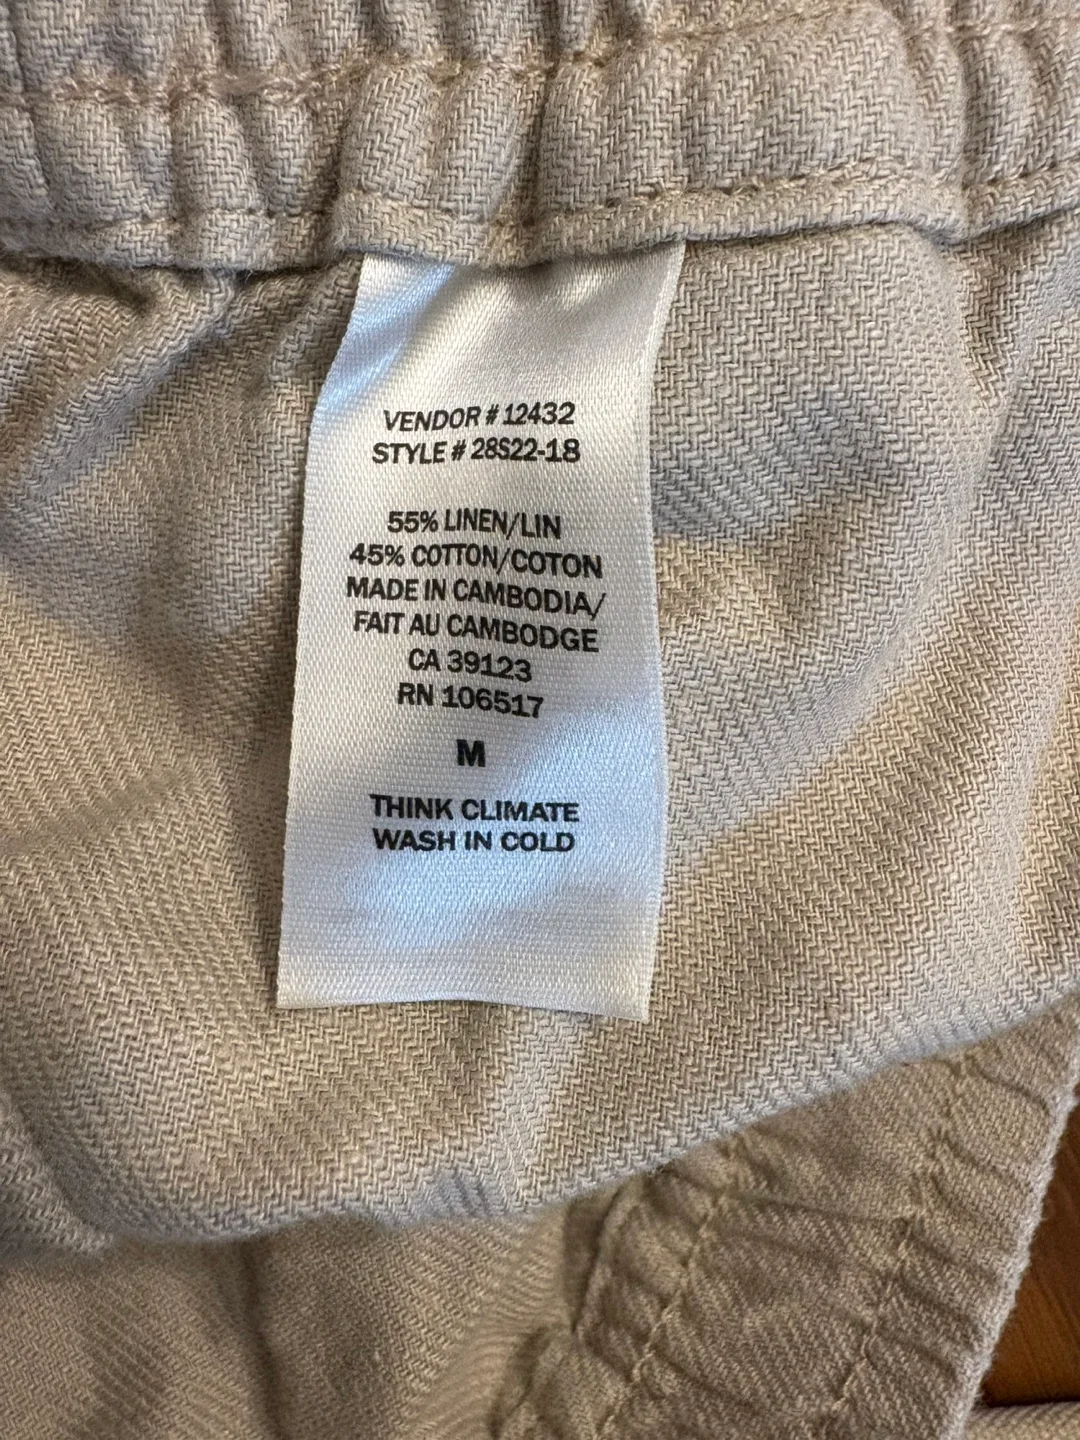 VENDOR # 12432
STYLE # 28S22-18
55% LINEN/LIN
45% COTTON/COTON
MADE IN CAMBODIA/
FAIT AU CAMBODGE
CA 39123
RN 106517
M
THINK CLIMATE
WASH IN COLD